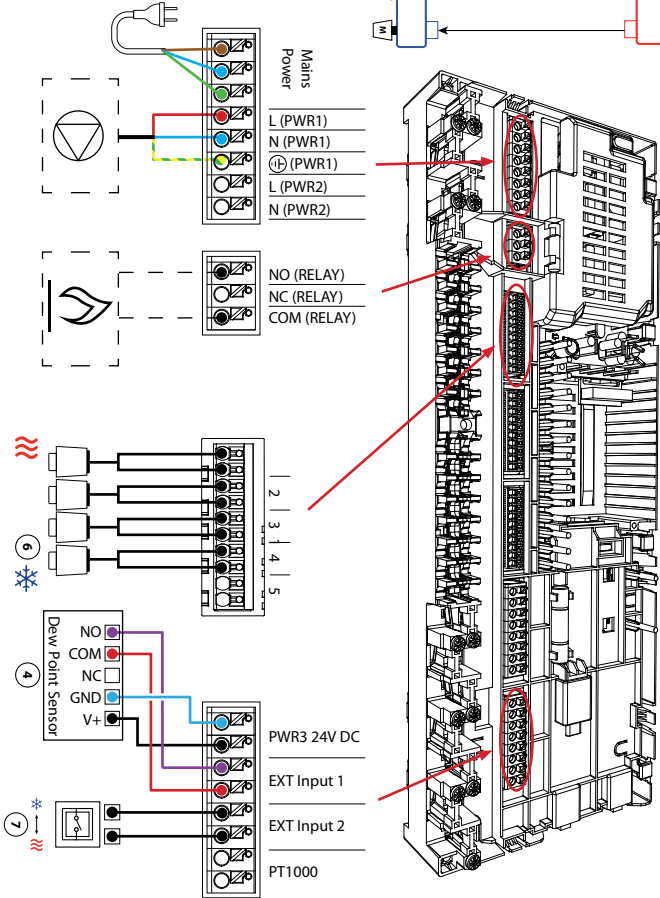 M
Mains
Power
L (PWR1)
N (PWR1)
(PWR1)
L (PWR2)
N (PWR2)
NO (RELAY)
NC (RELAY)
COM (RELAY)
2
3
4
5
6
Dew Point Sensor
NO
COM
NC
GND
V+
4
PWR3 24V DC
EXT Input 1
EXT Input 2
PT1000
7